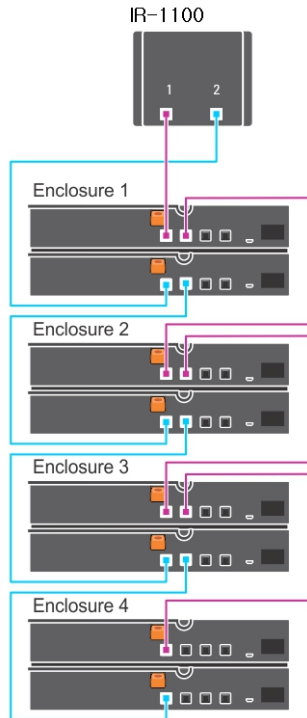 IR-1100
1 2
Enclosure 1
Enclosure 2
Enclosure 3
Enclosure 4